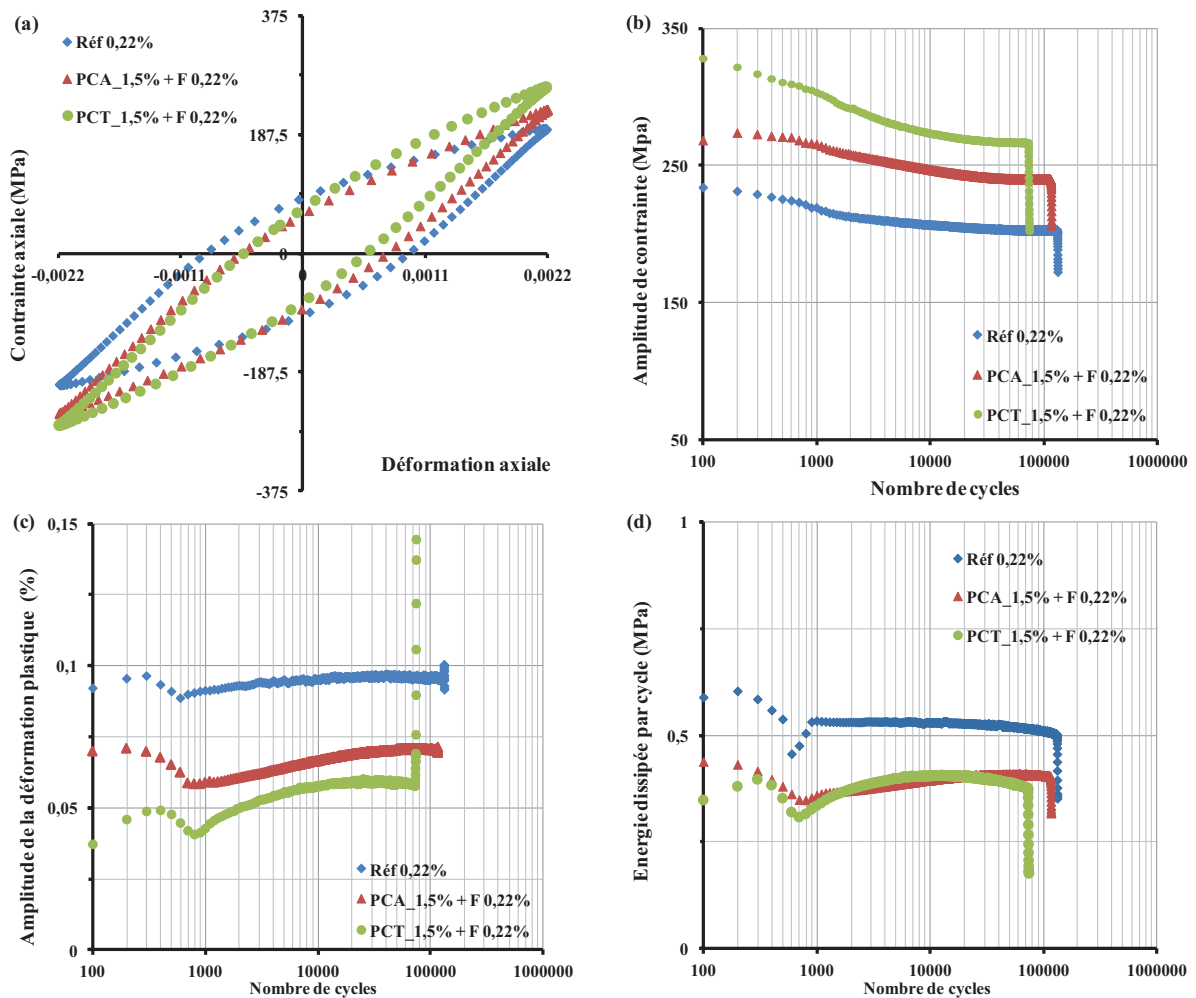 (a)
375
187,5
0
-187,5
-375
-0,0022
-0,0011
0
0,0011
0,0022
Contrainte axiale (MPa)
Déformation axiale
Réf 0,22%
PCA_1,5% + F 0,22%
PCT_1,5% + F 0,22%
(b)
350
250
150
50
100
1000
10000
100000
1000000
Amplitude de contrainte (Mpa)
Nombre de cycles
Réf 0,22%
PCA_1,5% + F 0,22%
PCT_1,5% + F 0,22%
(c)
0,15
0,1
0,05
0
100
1000
10000
100000
1000000
Amplitude de la déformation plastique (%)
Nombre de cycles
Réf 0,22%
PCA_1,5% + F 0,22%
PCT_1,5% + F 0,22%
(d)
1
0,5
0
100
1000
10000
100000
1000000
Energie dissipée par cycle (MPa)
Nombre de cycles
Réf 0,22%
PCA_1,5% + F 0,22%
PCT_1,5% + F 0,22%